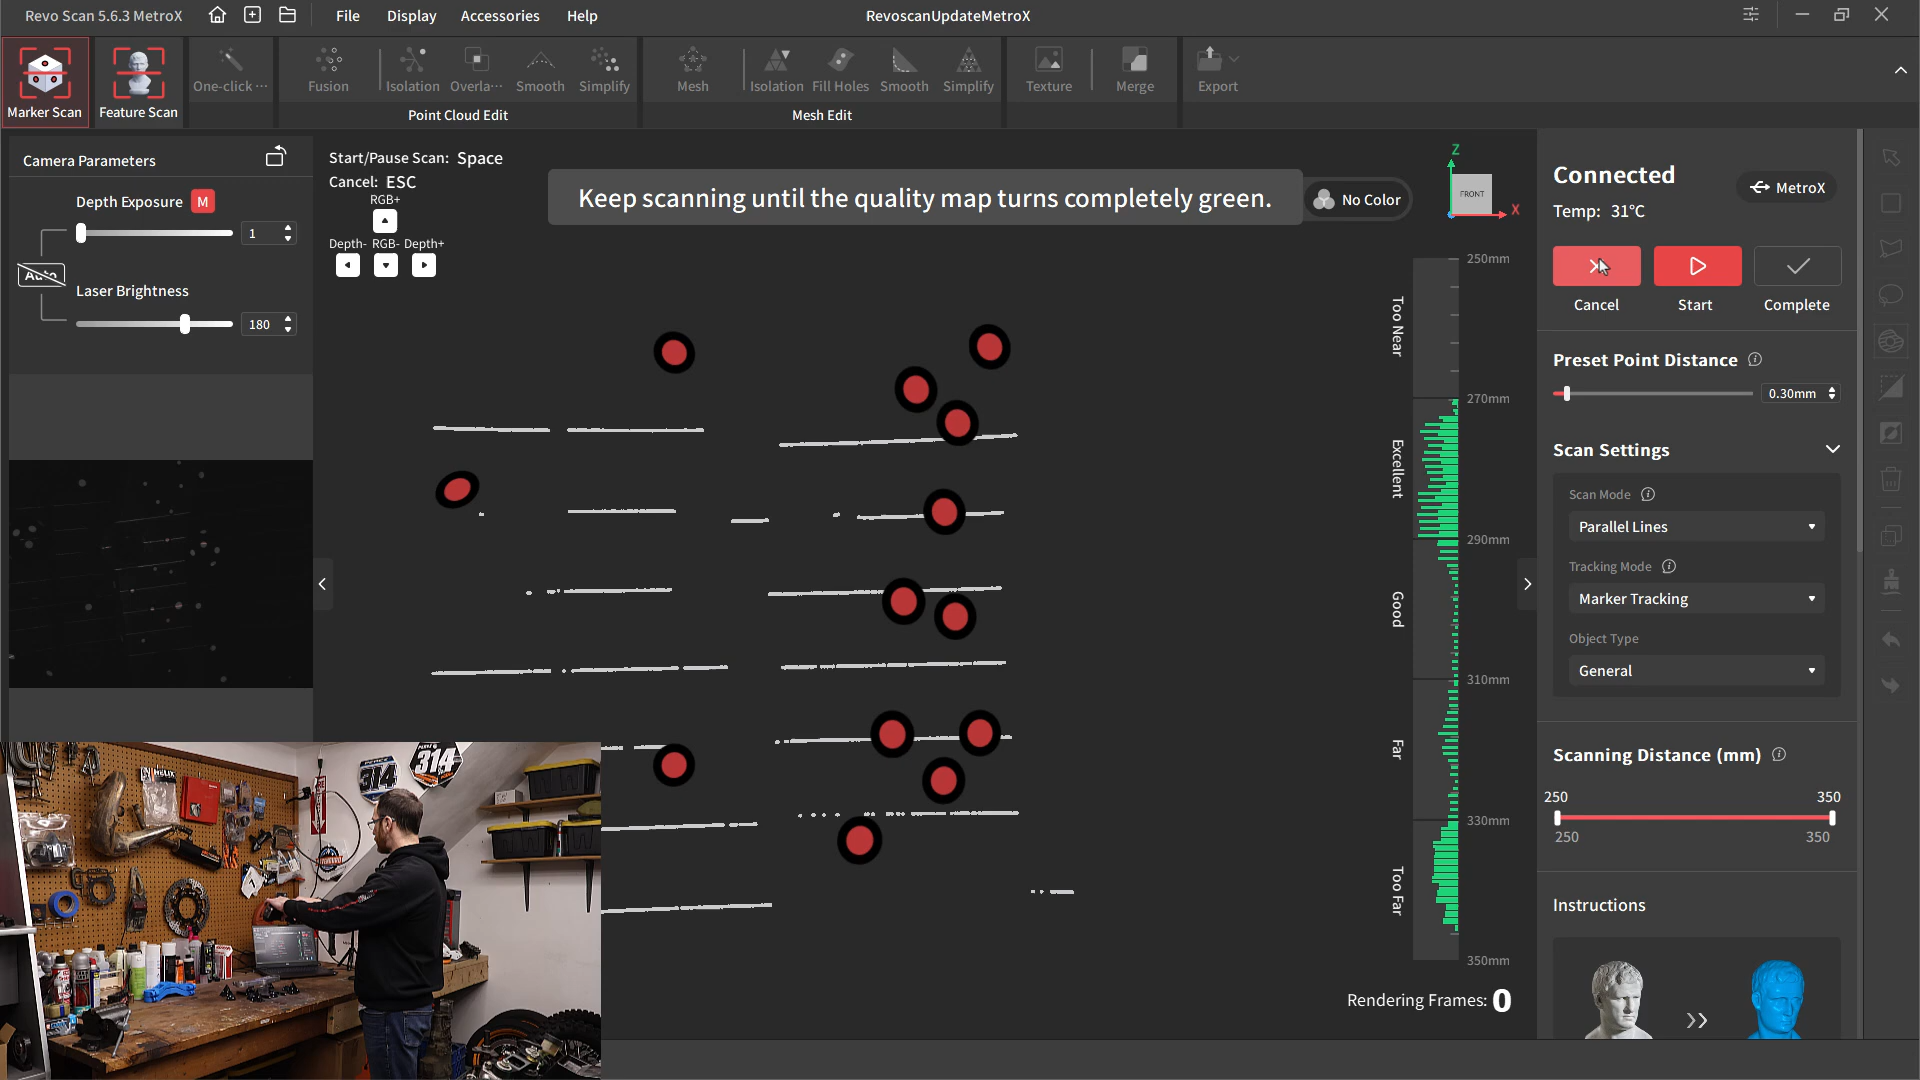 Revo Scan 5.6.3 MetroX
File
Display
Accessories
Help
RevoscanUpdateMetroX
Marker Scan
Feature Scan
One-click ···
Fusion
Isolation
Overla···
Smooth
Simplify
Point Cloud Edit
Mesh
Isolation
Fill Holes
Smooth
Simplify
Mesh Edit
Texture
Merge
Export
Camera Parameters
Depth Exposure M
1
Auto
Laser Brightness
180
Start/Pause Scan: Space
Cancel: ESC
RGB+
Depth- RGB- Depth+
Keep scanning until the quality map turns completely green.
No Color
Z
FRONT
X
250mm
Too Near
270mm
Excellent
290mm
Good
310mm
Far
330mm
Too Far
350mm
Rendering Frames: 0
Connected
MetroX
Temp: 31°C
Cancel
Start
Complete
Preset Point Distance
0.30mm
Scan Settings
Scan Mode
Parallel Lines
Tracking Mode
Marker Tracking
Object Type
General
Scanning Distance (mm)
250 350
250 350
Instructions
314
314
HELIX